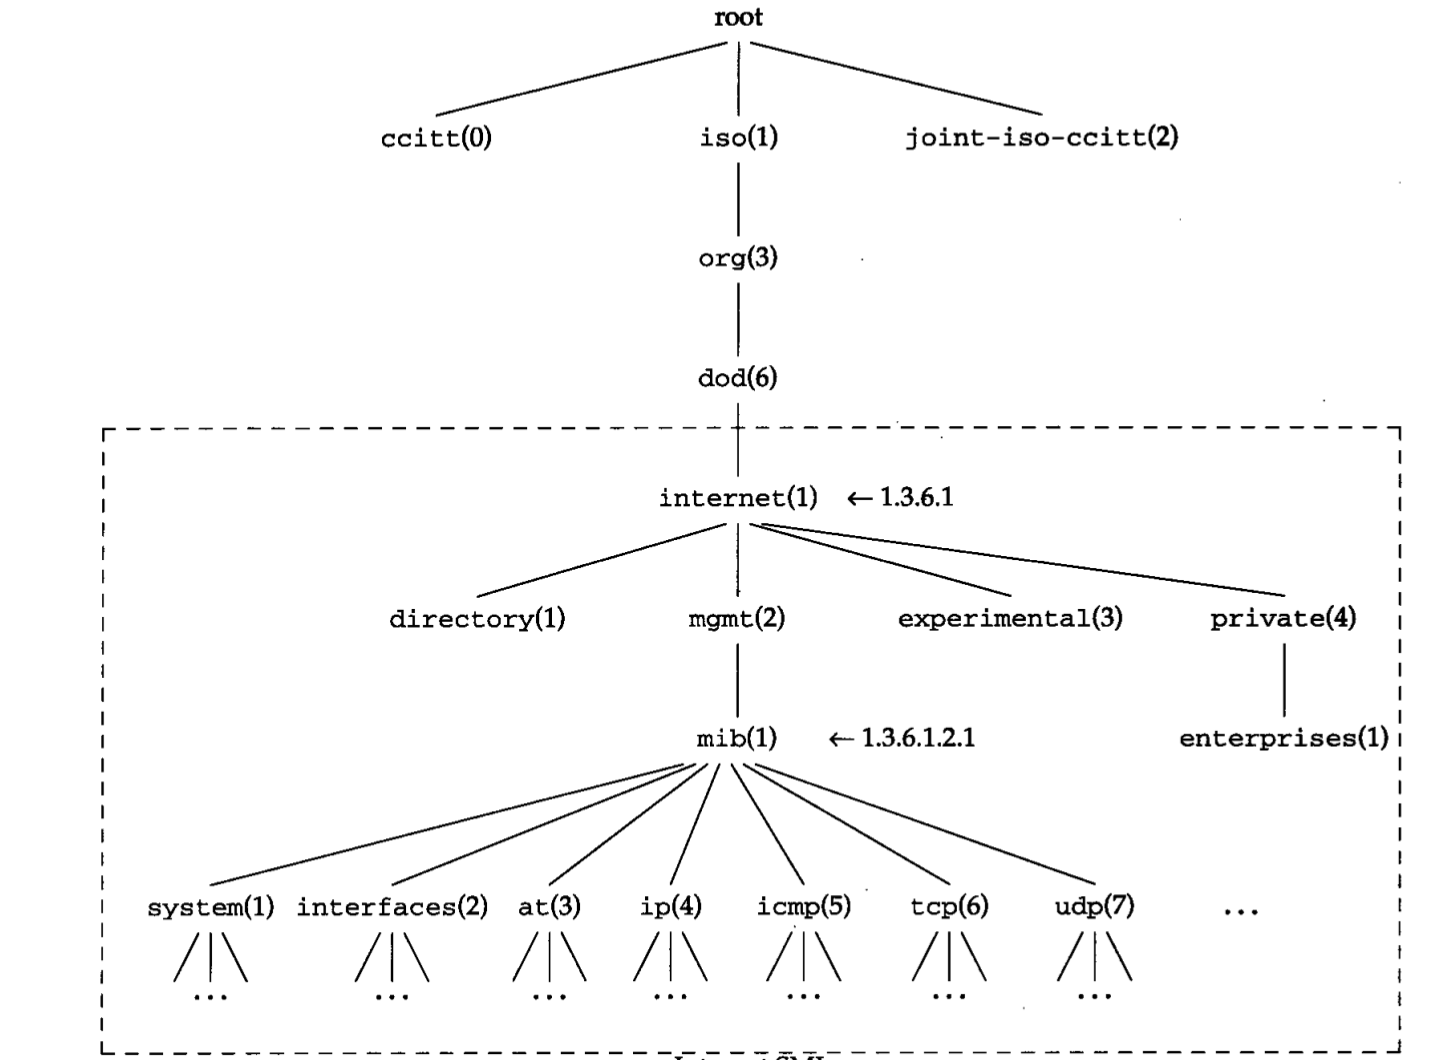 root
ccitt(0) iso(1) joint-iso-ccitt(2)
org(3)
dod(6)
internet(1) ← 1.3.6.1
directory(1) mgmt(2) experimental(3) private(4)
mib(1) ← 1.3.6.1.2.1 enterprises(1)
system(1) interfaces(2) at(3) ip(4) icmp(5) tcp(6) udp(7) ...
... ... ... ... ... ... ...